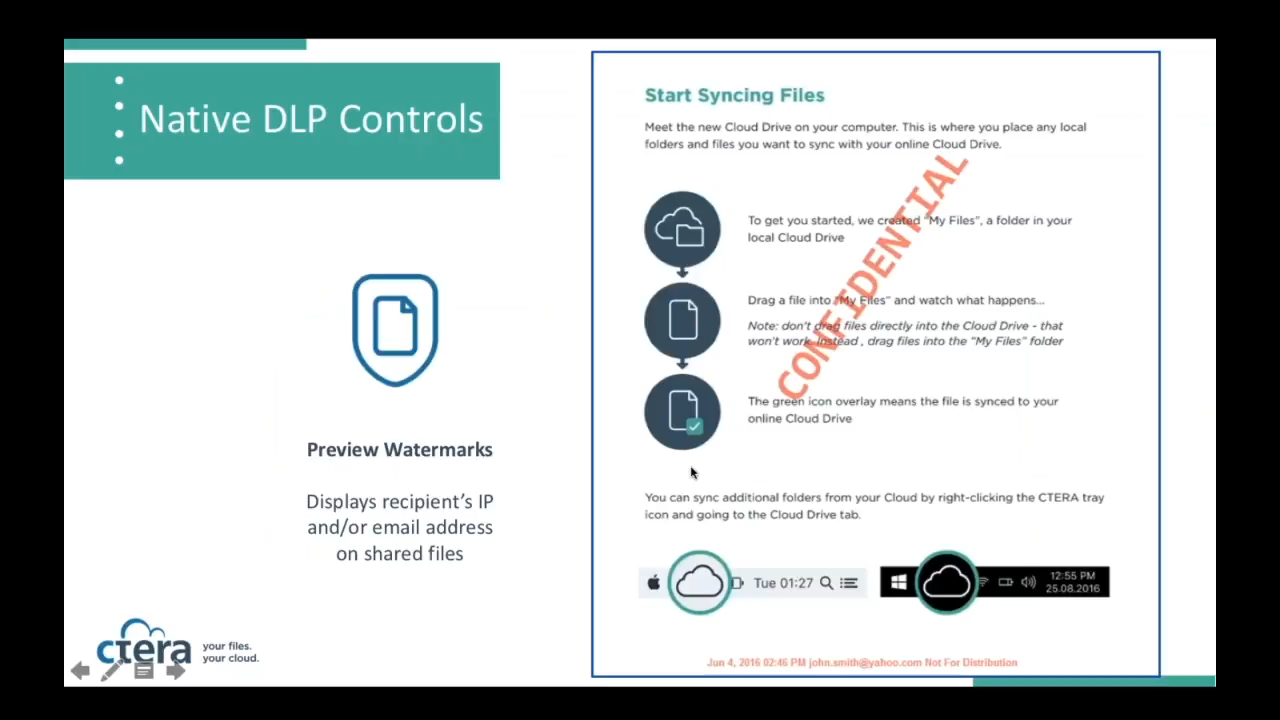 Native DLP Controls
Preview Watermarks
Displays recipient's IP
and/or email address
on shared files
ctera
your files.
your cloud.
Start Syncing Files
Meet the new Cloud Drive on your computer. This is where you place any local
folders and files you want to sync with your online Cloud Drive.
To get you started, we created "My Files", a folder in your
local Cloud Drive
Drag a file into "My Files" and watch what happens...
Note: don't drag files directly into the Cloud Drive - that
won't work. Instead , drag files into the "My Files" folder
The green icon overlay means the file is synced to your
online Cloud Drive
CONFIDENTIAL
You can sync additional folders from your Cloud by right-clicking the CTERA tray
icon and going to the Cloud Drive tab.
Tue 01:27
12:55 PM
25.08.2016
Jun 4, 2016 02:46 PM john.smith@yahoo.com Not For Distribution